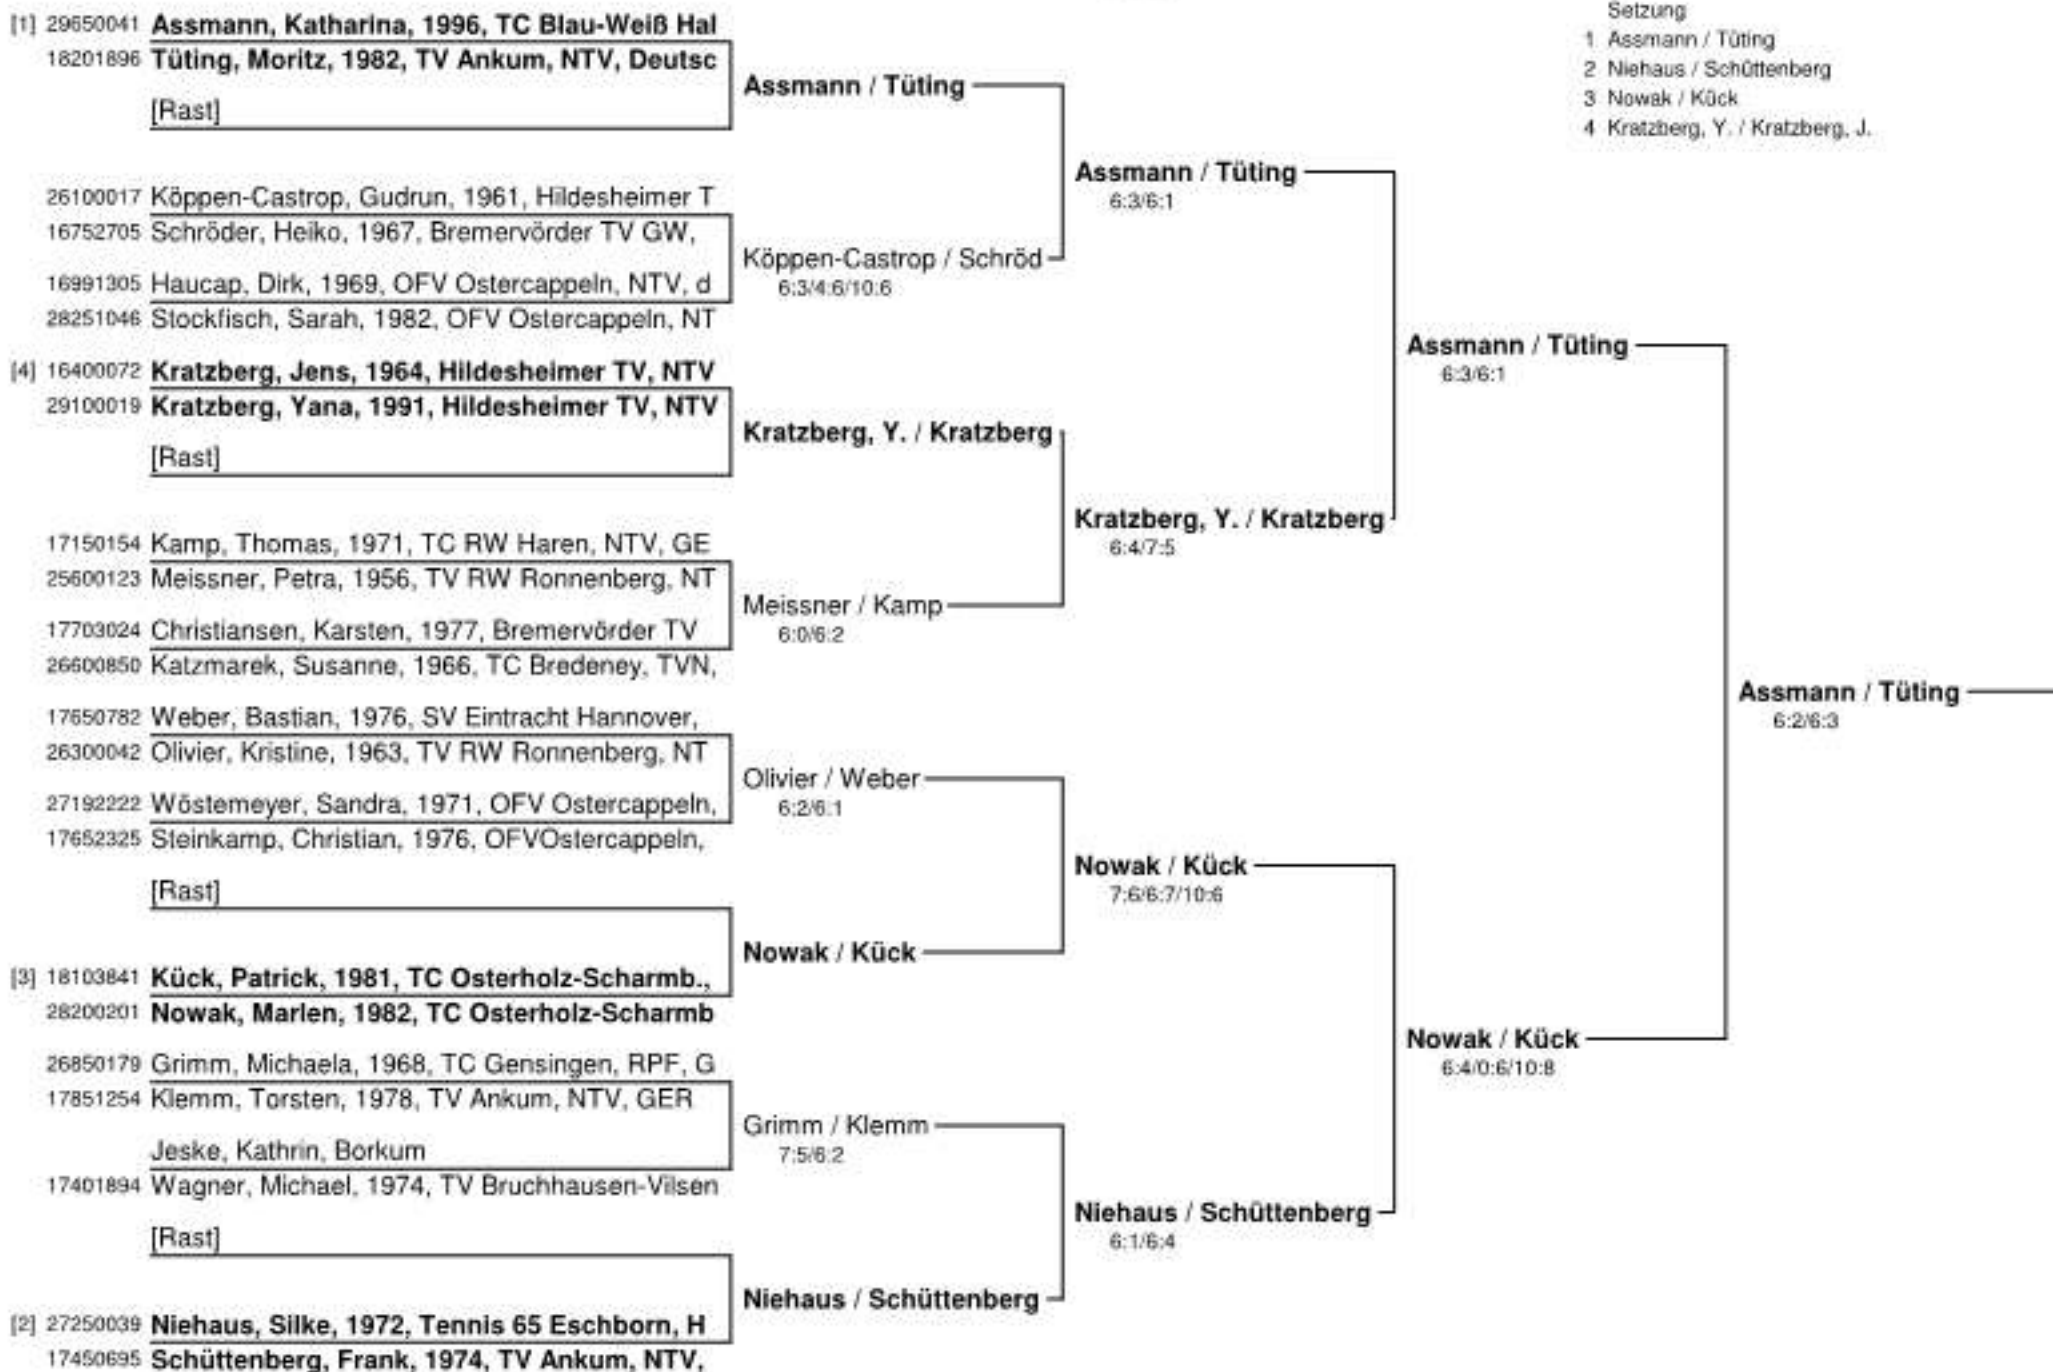 [1] 29650041 Assmann, Katharina, 1996, TC Blau-Weiß Hal
18201896 Tüting, Moritz, 1982, TV Ankum, NTV, Deutsc
[Rast]
26100017 Köppen-Castrop, Gudrun, 1961, Hildesheimer T
16752705 Schröder, Heiko, 1967, Bremervörder TV GW,
16991305 Haucap, Dirk, 1969, OFV Ostercappeln, NTV, d
28251046 Stockfisch, Sarah, 1982, OFV Ostercappeln, NT
[4] 16400072 Kratzberg, Jens, 1964, Hildesheimer TV, NTV
29100019 Kratzberg, Yana, 1991, Hildesheimer TV, NTV
[Rast]
17150154 Kamp, Thomas, 1971, TC RW Haren, NTV, GE
25600123 Meissner, Petra, 1956, TV RW Ronnenberg, NT
17703024 Christiansen, Karsten, 1977, Bremervörder TV
26600850 Katzmarek, Susanne, 1966, TC Bredeney, TVN,
17650782 Weber, Bastian, 1976, SV Eintracht Hannover,
26300042 Olivier, Kristine, 1963, TV RW Ronnenberg, NT
27192222 Wöstemeyer, Sandra, 1971, OFV Ostercappeln,
17652325 Steinkamp, Christian, 1976, OFVOstercappeln,
[Rast]
[3] 18103841 Kück, Patrick, 1981, TC Osterholz-Scharmb.,
28200201 Nowak, Marlen, 1982, TC Osterholz-Scharmb
26850179 Grimm, Michaela, 1968, TC Gensingen, RPF, G
17851254 Klemm, Torsten, 1978, TV Ankum, NTV, GER
Jeske, Kathrin, Borkum
17401894 Wagner, Michael, 1974, TV Bruchhausen-Vilsen
[Rast]
[2] 27250039 Niehaus, Silke, 1972, Tennis 65 Eschborn, H
17450695 Schüttenberg, Frank, 1974, TV Ankum, NTV,
Assmann / Tüting
Köppen-Castrop / Schröd
6:3/4:6/10:6
Kratzberg, Y. / Kratzberg
Meissner / Kamp
6:0/6:2
Olivier / Weber
6:2/6:1
Nowak / Kück
Grimm / Klemm
7:5/6:2
Niehaus / Schüttenberg
Assmann / Tüting
6:3/6:1
Kratzberg, Y. / Kratzberg
6:4/7:5
Nowak / Kück
7:6/6:7/10:6
Niehaus / Schüttenberg
6:1/6:4
Assmann / Tüting
6:3/6:1
Nowak / Kück
6:4/0:6/10:8
Assmann / Tüting
6:2/6:3
Setzung
1 Assmann / Tüting
2 Niehaus / Schüttenberg
3 Nowak / Kück
4 Kratzberg, Y. / Kratzberg, J.